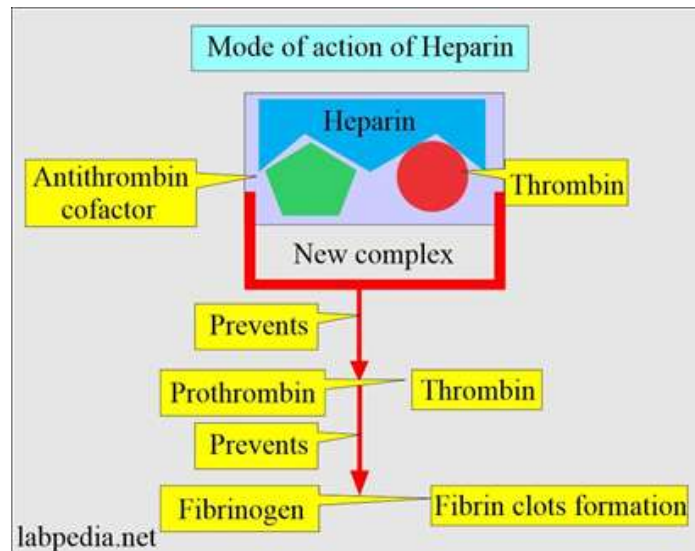 Mode of action of Heparin
Heparin
Antithrombin
cofactor
Thrombin
New complex
Prevents
Prothrombin
Thrombin
Prevents
Fibrinogen
Fibrin clots formation
labpedia.net